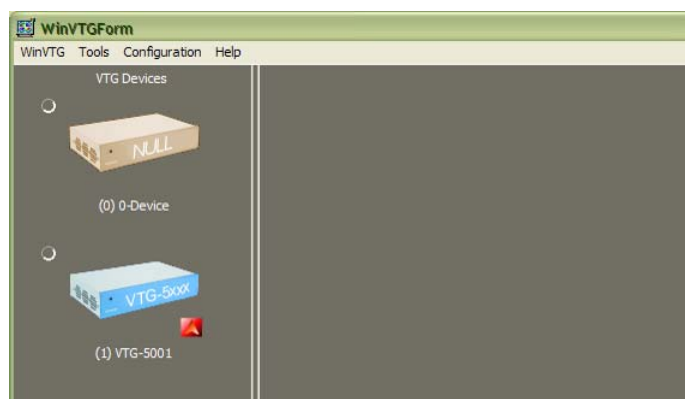 WinVTGForm
WinVTG Tools Configuration Help
VTG Devices
NULL
(0) 0-Device
VTG-5xxx
(1) VTG-5001